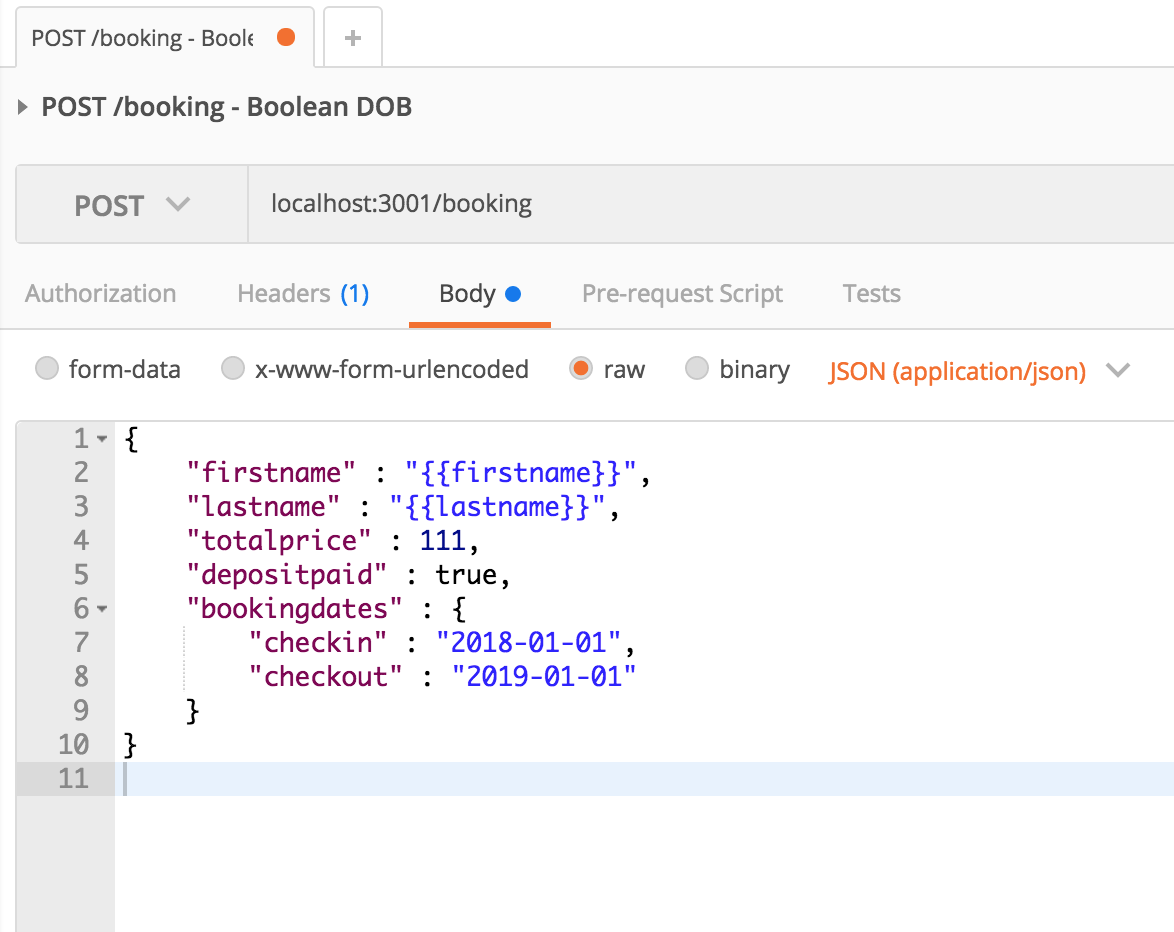 POST /booking - Boole
+
POST /booking - Boolean DOB
POST localhost:3001/booking
Authorization Headers (1) Body Pre-request Script Tests
form-data x-www-form-urlencoded raw binary JSON (application/json)
1 {
2 "firstname" : "{{firstname}}",
3 "lastname" : "{{lastname}}",
4 "totalprice" : 111,
5 "depositpaid" : true,
6 "bookingdates" : {
7 "checkin" : "2018-01-01",
8 "checkout" : "2019-01-01"
9 }
10 }
11